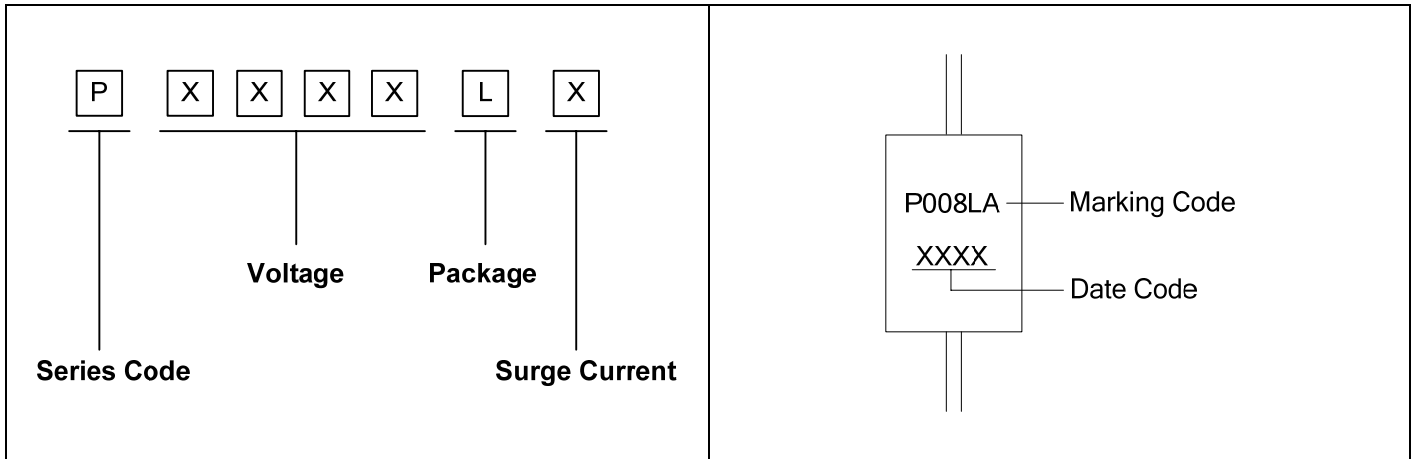 P X X X X L X
Voltage Package
Series Code Surge Current
P008LA Marking Code
XXXX
Date Code